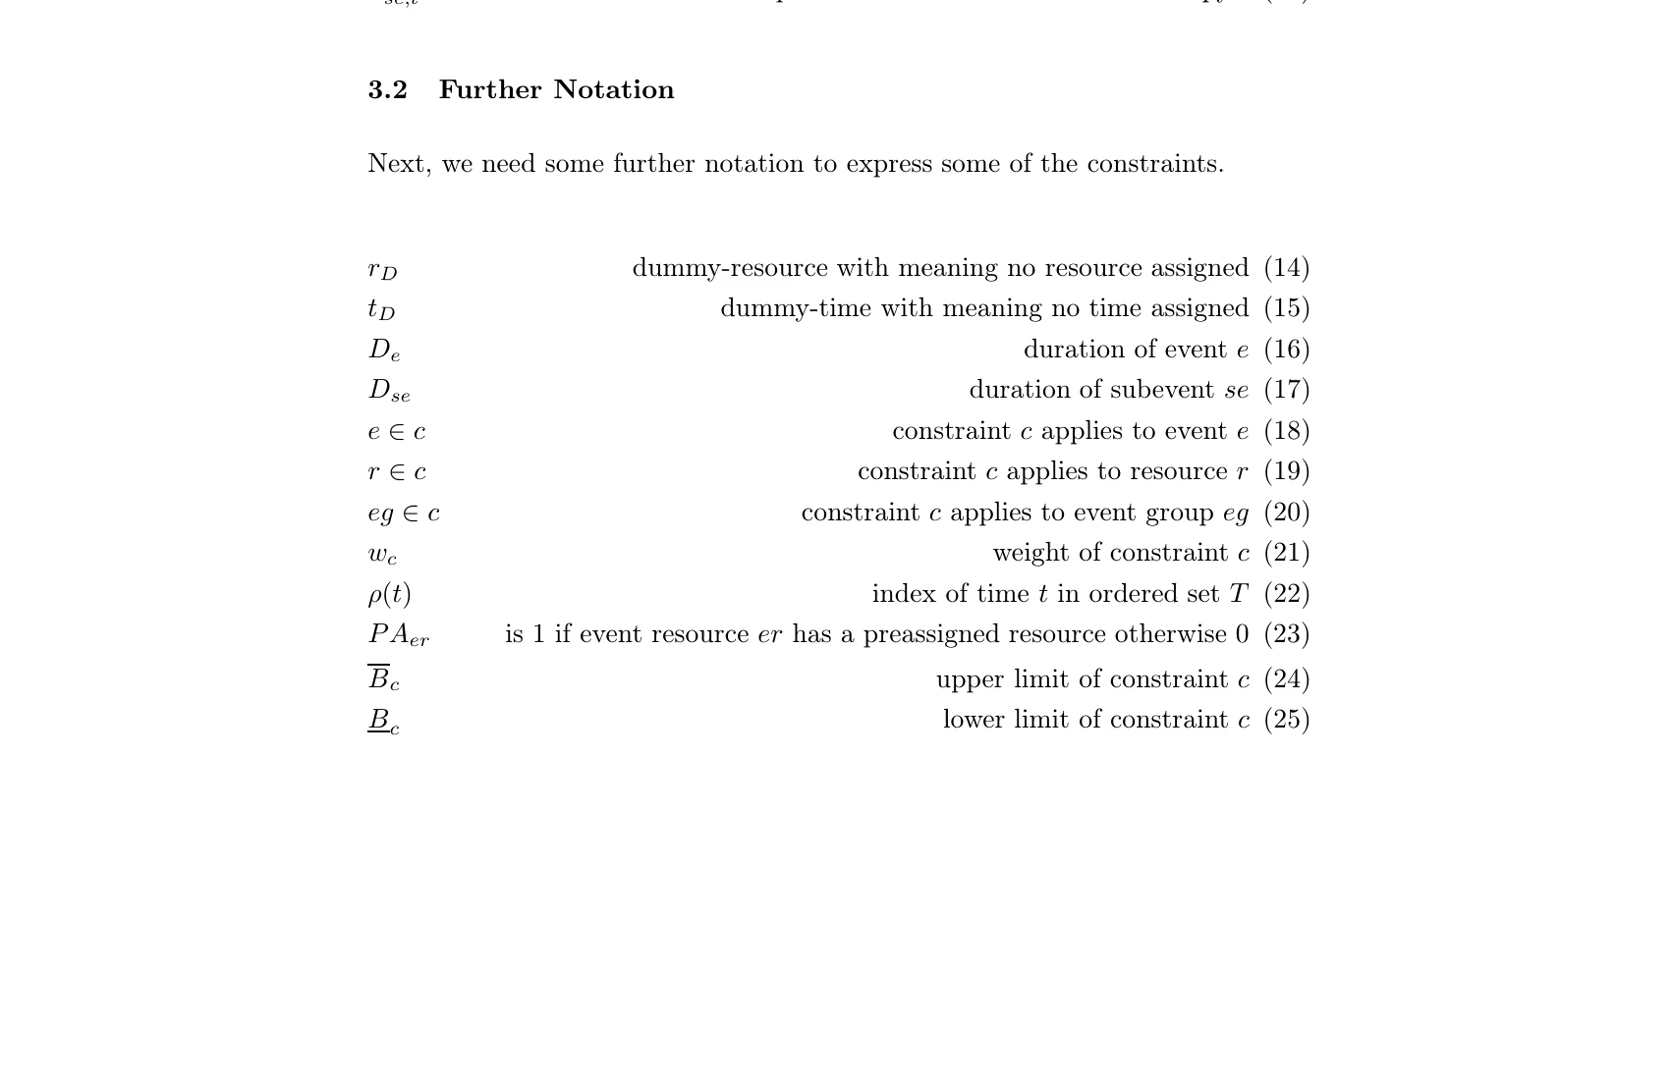 3.2 Further Notation
Next, we need some further notation to express some of the constraints.
r_D dummy-resource with meaning no resource assigned (14)
t_D dummy-time with meaning no time assigned (15)
D_e duration of event e (16)
D_se duration of subevent se (17)
e ∈ c constraint c applies to event e (18)
r ∈ c constraint c applies to resource r (19)
eg ∈ c constraint c applies to event group eg (20)
w_c weight of constraint c (21)
ρ(t) index of time t in ordered set T (22)
PA_er is 1 if event resource er has a preassigned resource otherwise 0 (23)
B̅_c upper limit of constraint c (24)
B̲_c lower limit of constraint c (25)